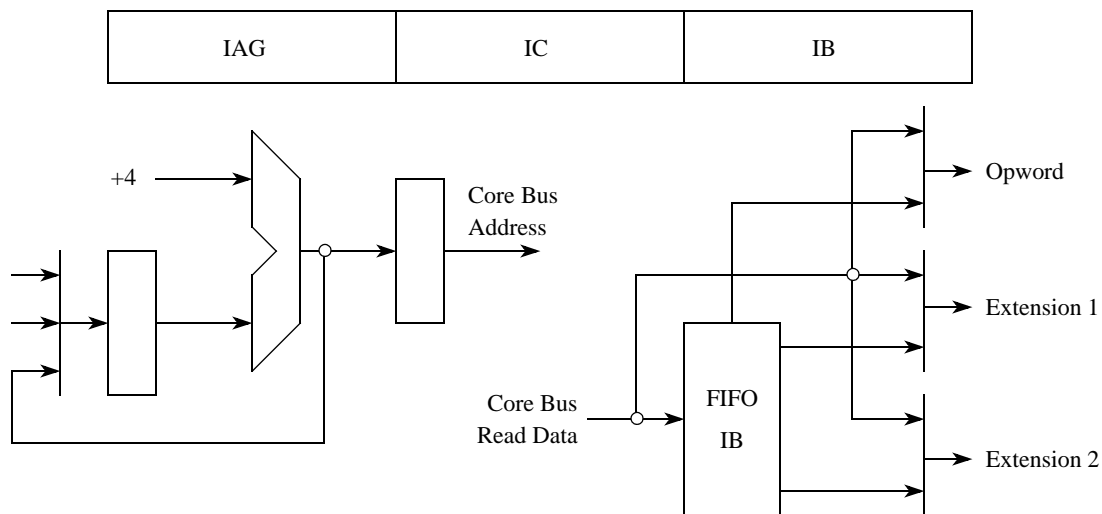 IAG
IC
IB
+4
Core Bus
Address
Opword
Extension 1
Core Bus
Read Data
FIFO
IB
Extension 2